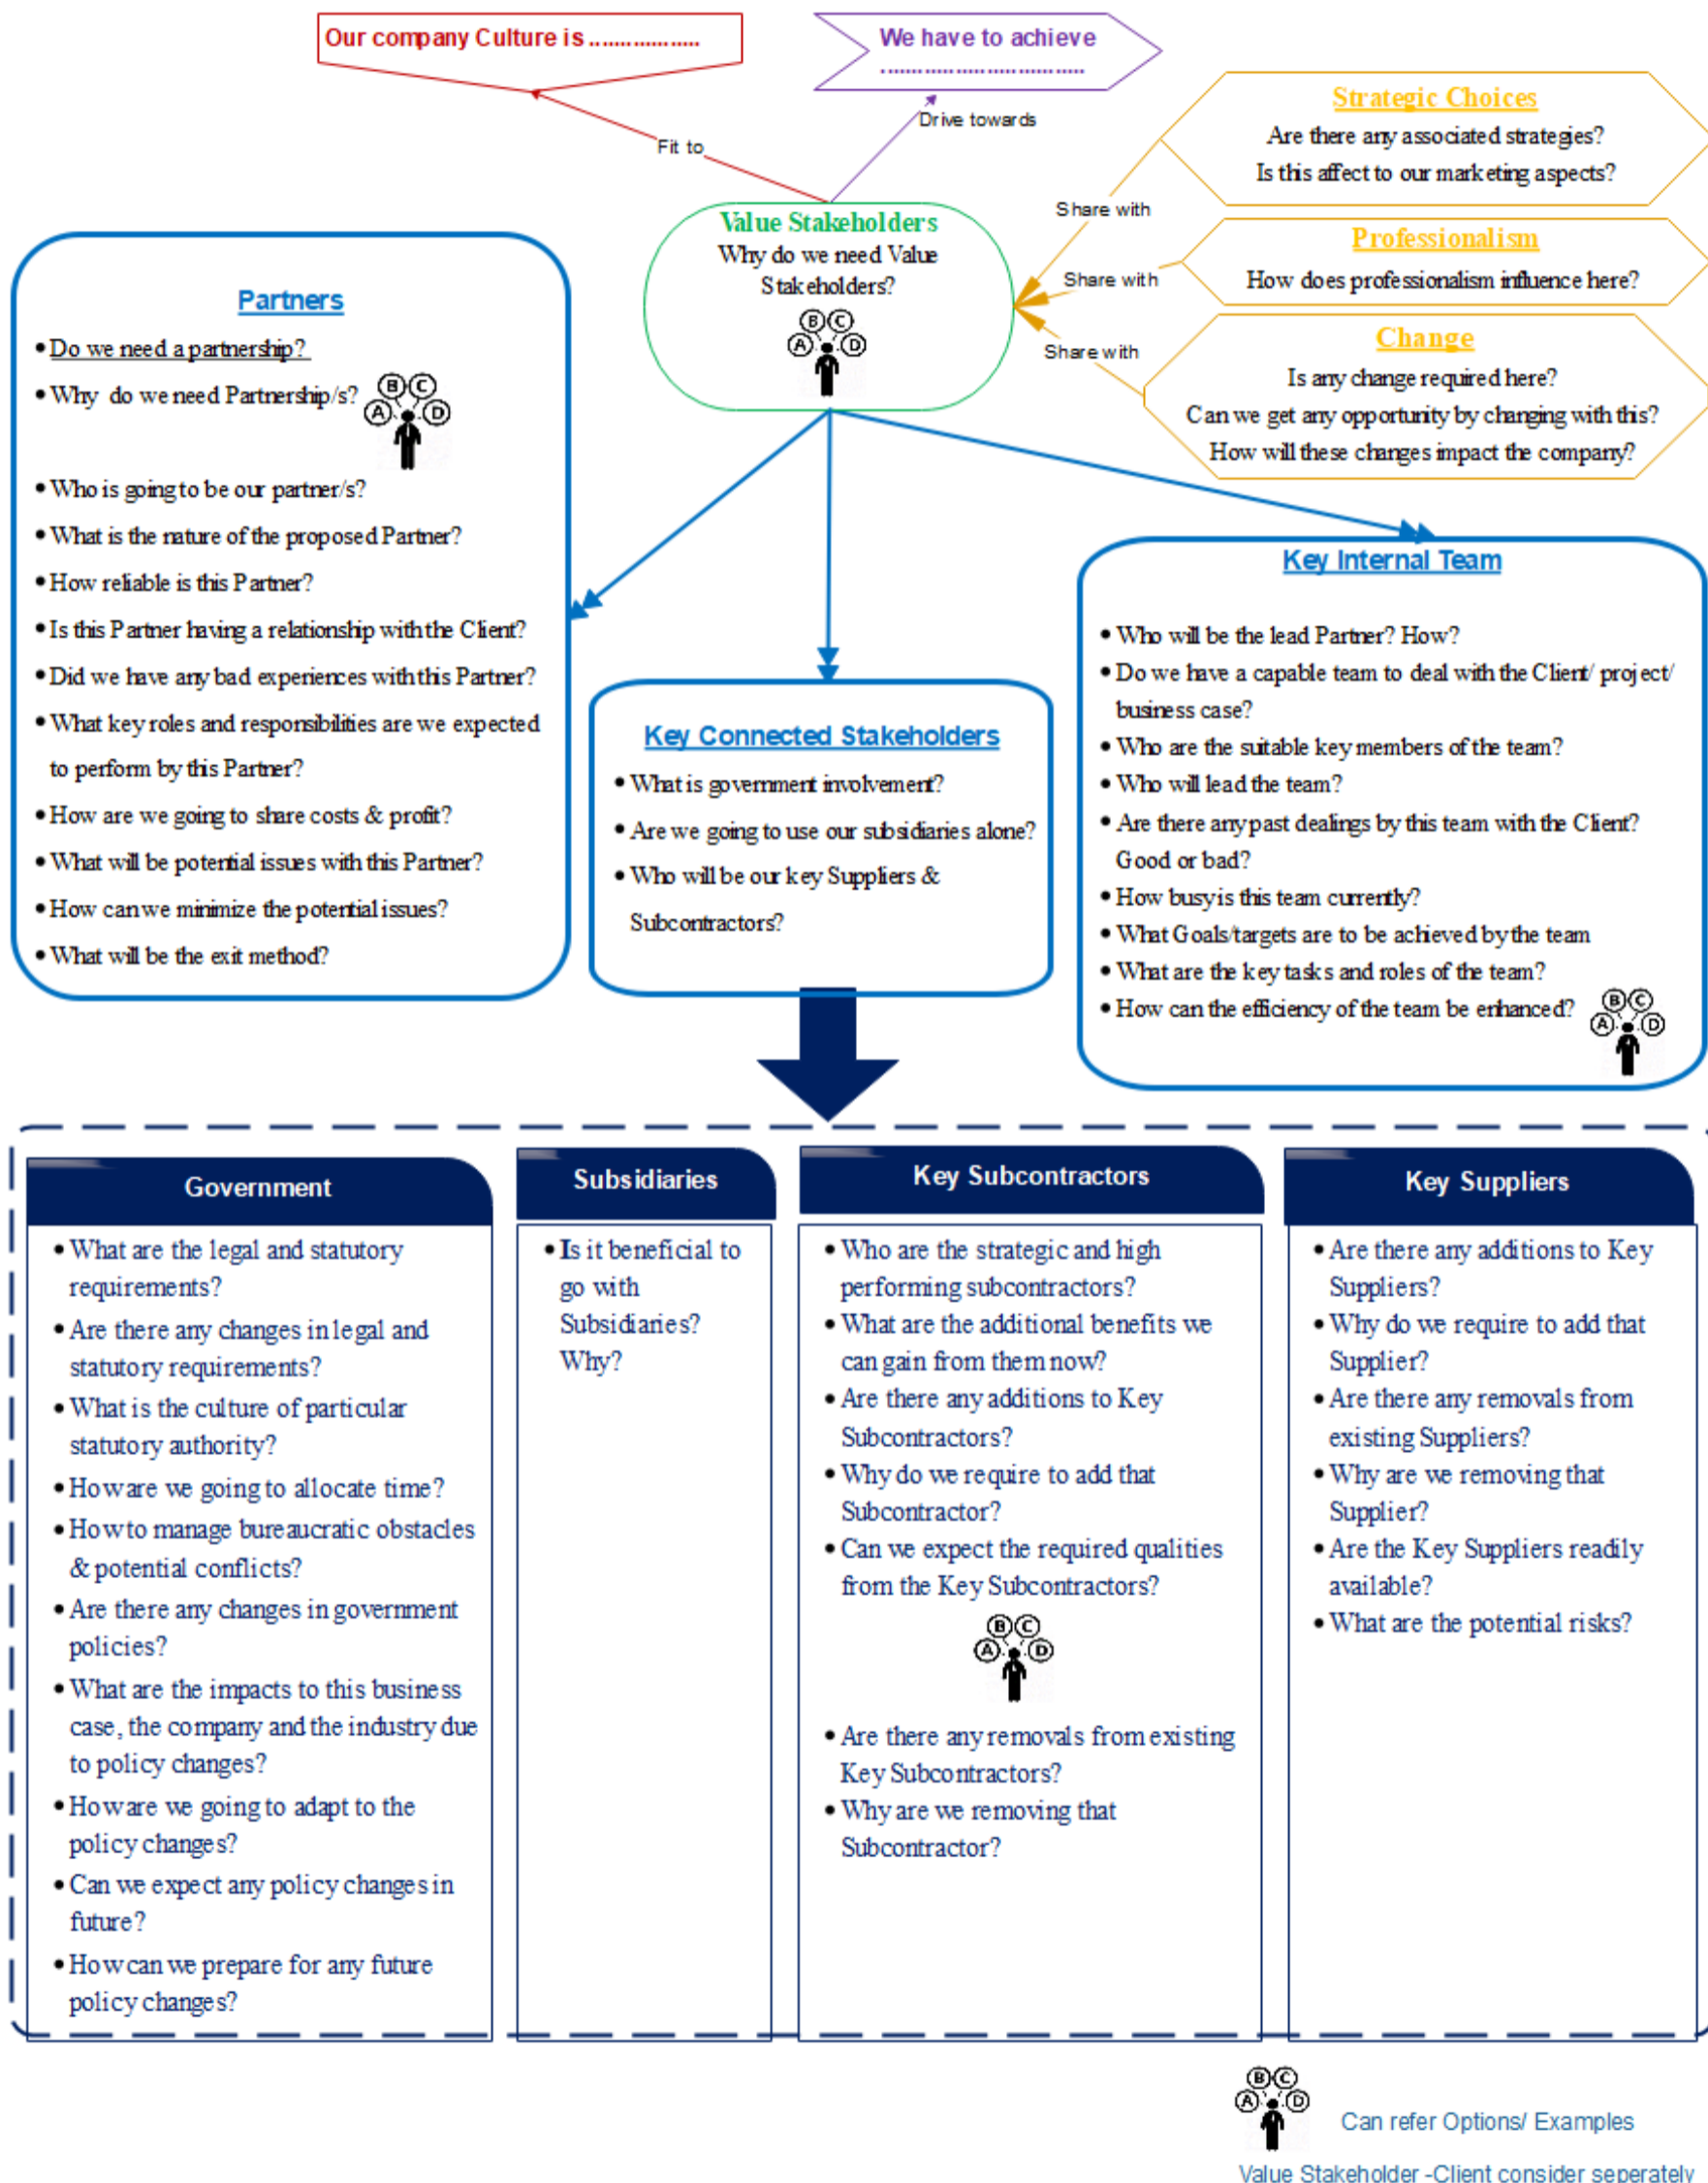 Our company Culture is ..................
We have to achieve
.................................
Drive towards
Fit to
Strategic Choices
Are there any associated strategies?
Is this affect to our marketing aspects?
Share with
Value Stakeholders
Why do we need Value
Stakeholders?
B C
A D
Professionalism
How does professionalism influence here?
Share with
Change
Is any change required here?
Can we get any opportunity by changing with this?
How will these changes impact the company?
Share with
Partners
• Do we need a partnership?
• Why do we need Partnership/s?
B C
A D
• Who is going to be our partner/s?
• What is the nature of the proposed Partner?
• How reliable is this Partner?
• Is this Partner having a relationship with the Client?
• Did we have any bad experiences with this Partner?
• What key roles and responsibilities are we expected
to perform by this Partner?
• How are we going to share costs & profit?
• What will be potential issues with this Partner?
• How can we minimize the potential issues?
• What will be the exit method?
Key Connected Stakeholders
• What is government involvement?
• Are we going to use our subsidiaries alone?
• Who will be our key Suppliers &
Subcontractors?
Key Internal Team
• Who will be the lead Partner? How?
• Do we have a capable team to deal with the Client/ project/
business case?
• Who are the suitable key members of the team?
• Who will lead the team?
• Are there any past dealings by this team with the Client?
Good or bad?
• How busy is this team currently?
• What Goals/targets are to be achieved by the team
• What are the key tasks and roles of the team?
• How can the efficiency of the team be enhanced?
B C
A D
Government
• What are the legal and statutory
requirements?
• Are there any changes in legal and
statutory requirements?
• What is the culture of particular
statutory authority?
• How are we going to allocate time?
• How to manage bureaucratic obstacles
& potential conflicts?
• Are there any changes in government
policies?
• What are the impacts to this business
case, the company and the industry due
to policy changes?
• How are we going to adapt to the
policy changes?
• Can we expect any policy changes in
future?
• How can we prepare for any future
policy changes?
Subsidiaries
• Is it beneficial to
go with
Subsidiaries?
Why?
Key Subcontractors
• Who are the strategic and high
performing subcontractors?
• What are the additional benefits we
can gain from them now?
• Are there any additions to Key
Subcontractors?
• Why do we require to add that
Subcontractor?
• Can we expect the required qualities
from the Key Subcontractors?
B C
A D
• Are there any removals from existing
Key Subcontractors?
• Why are we removing that
Subcontractor?
Key Suppliers
• Are there any additions to Key
Suppliers?
• Why do we require to add that
Supplier?
• Are there any removals from
existing Suppliers?
• Why are we removing that
Supplier?
• Are the Key Suppliers readily
available?
• What are the potential risks?
B C
A D
Can refer Options/ Examples
Value Stakeholder -Client consider seperately